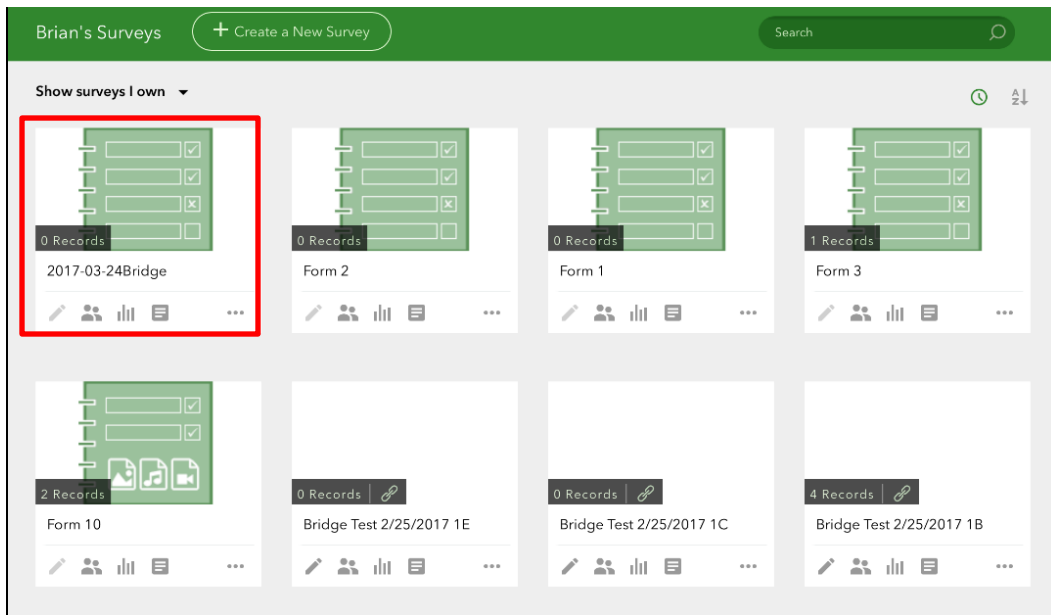 Brian's Surveys
+ Create a New Survey
Search
Show surveys I own
A
Z
0 Records
2017-03-24Bridge
0 Records
Form 2
0 Records
Form 1
1 Records
Form 3
2 Records
Form 10
0 Records
Bridge Test 2/25/2017 1E
0 Records
Bridge Test 2/25/2017 1C
4 Records
Bridge Test 2/25/2017 1B